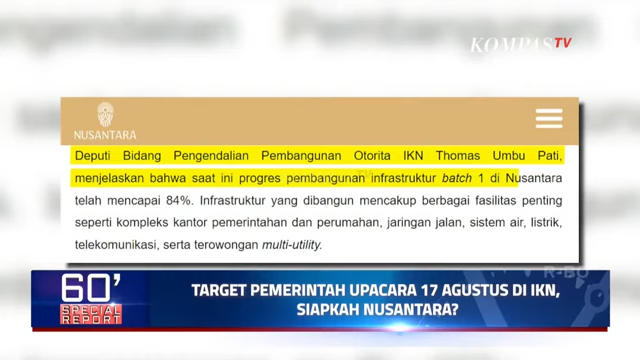 KOMPASTV
NUSANTARA
Deputi Bidang Pengendalian Pembangunan Otorita IKN Thomas Umbu Pati,
menjelaskan bahwa saat ini progres pembangunan infrastruktur batch 1 di Nusantara
telah mencapai 84%. Infrastruktur yang dibangun mencakup berbagai fasilitas penting
seperti kompleks kantor pemerintahan dan perumahan, jaringan jalan, sistem air, listrik,
telekomunikasi, serta terowongan multi-utility.
60'
SPECIAL
REPORT
TARGET PEMERINTAH UPACARA 17 AGUSTUS DI IKN,
SIAPKAH NUSANTARA?